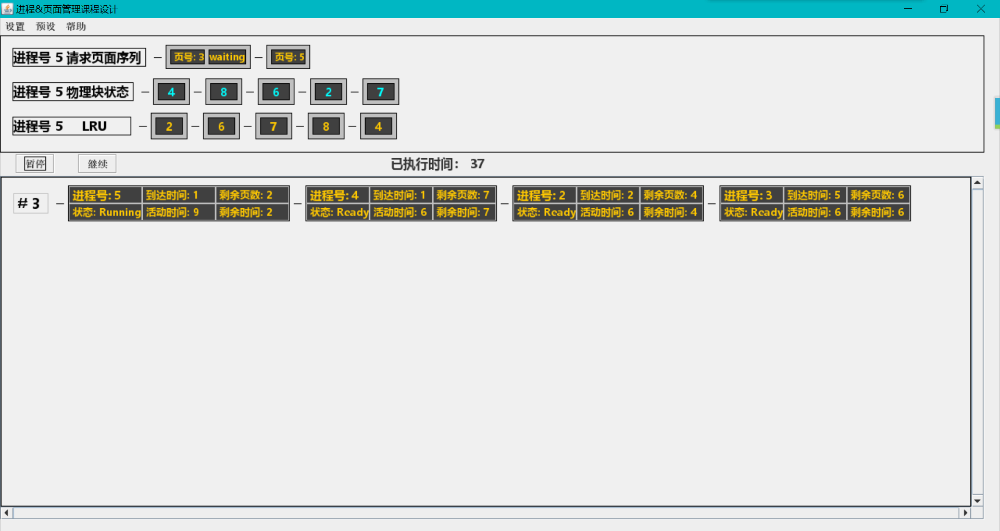 进程&页面管理课程设计
设置 预设 帮助
进程号 5 请求页面序列 页号: 3 waiting 页号: 5
进程号 5 物理块状态 4 8 6 2 7
进程号 5 LRU 2 6 7 8 4
暂停 继续 已执行时间: 37
# 3
进程号: 5 到达时间: 1 剩余页数: 2
状态: Running 活动时间: 9 剩余时间: 2
进程号: 4 到达时间: 1 剩余页数: 7
状态: Ready 活动时间: 6 剩余时间: 7
进程号: 2 到达时间: 2 剩余页数: 4
状态: Ready 活动时间: 6 剩余时间: 4
进程号: 3 到达时间: 5 剩余页数: 6
状态: Ready 活动时间: 6 剩余时间: 6